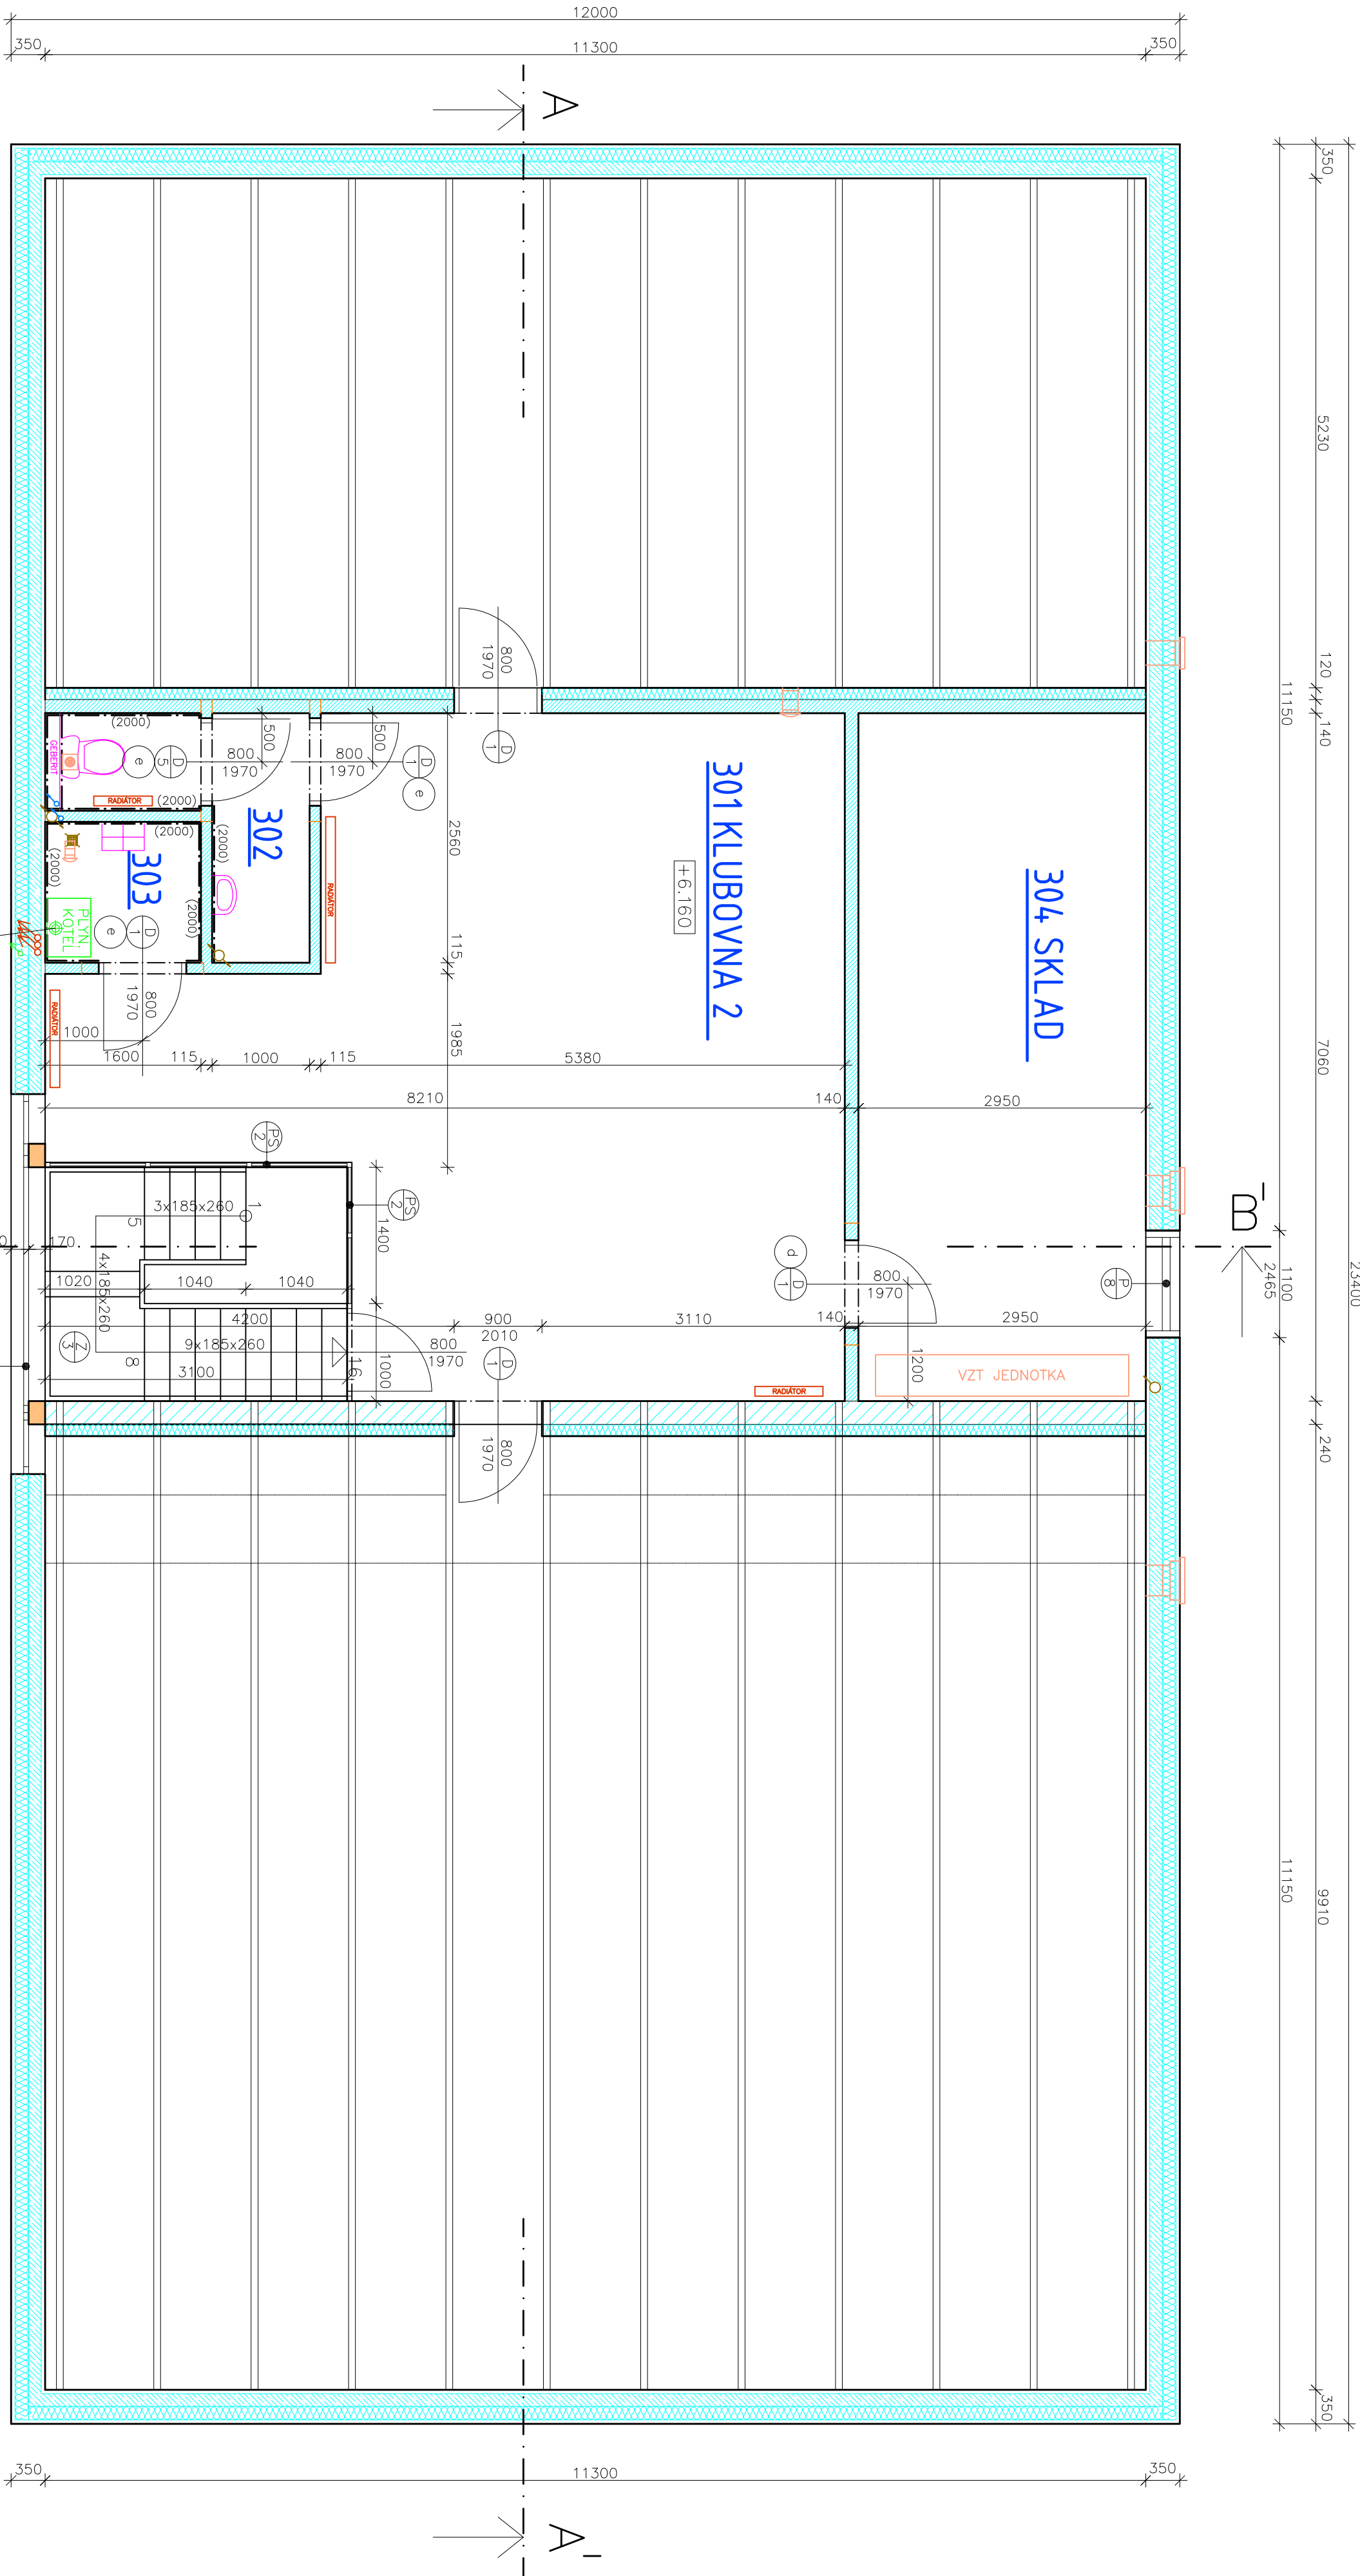 12000
350
11300
350
A
350
5230
120
140
11150
7060
23400
1100
2465
240
11150
9910
350
B'
800
1970
D
1
(2000)
GEBERIT
RADIÁTOR
(2000)
D
5
e
500
800
1970
500
800
1970
D
1
e
302
(2000)
(2000)
303
(2000)
(2000)
PLYN.
KOTEL
D
1
e
RADIÁTOR
2560
115
1985
301 KLUBOVNA 2
+6.160
304 SKLAD
800
1970
1000
RADIÁTOR
1600
115
1000
115
5380
8210
140
2950
PS
2
PS
2
3x185x260
1
5
1400
170
1020
1040
1040
4x185x260
4200
900
2010
3110
140
2950
Z
3
9x185x260
8
3100
16
1000
800
1970
D
1
d
D
1
800
1970
1200
P
8
VZT JEDNOTKA
RADIÁTOR
800
1970
350
11300
350
A'